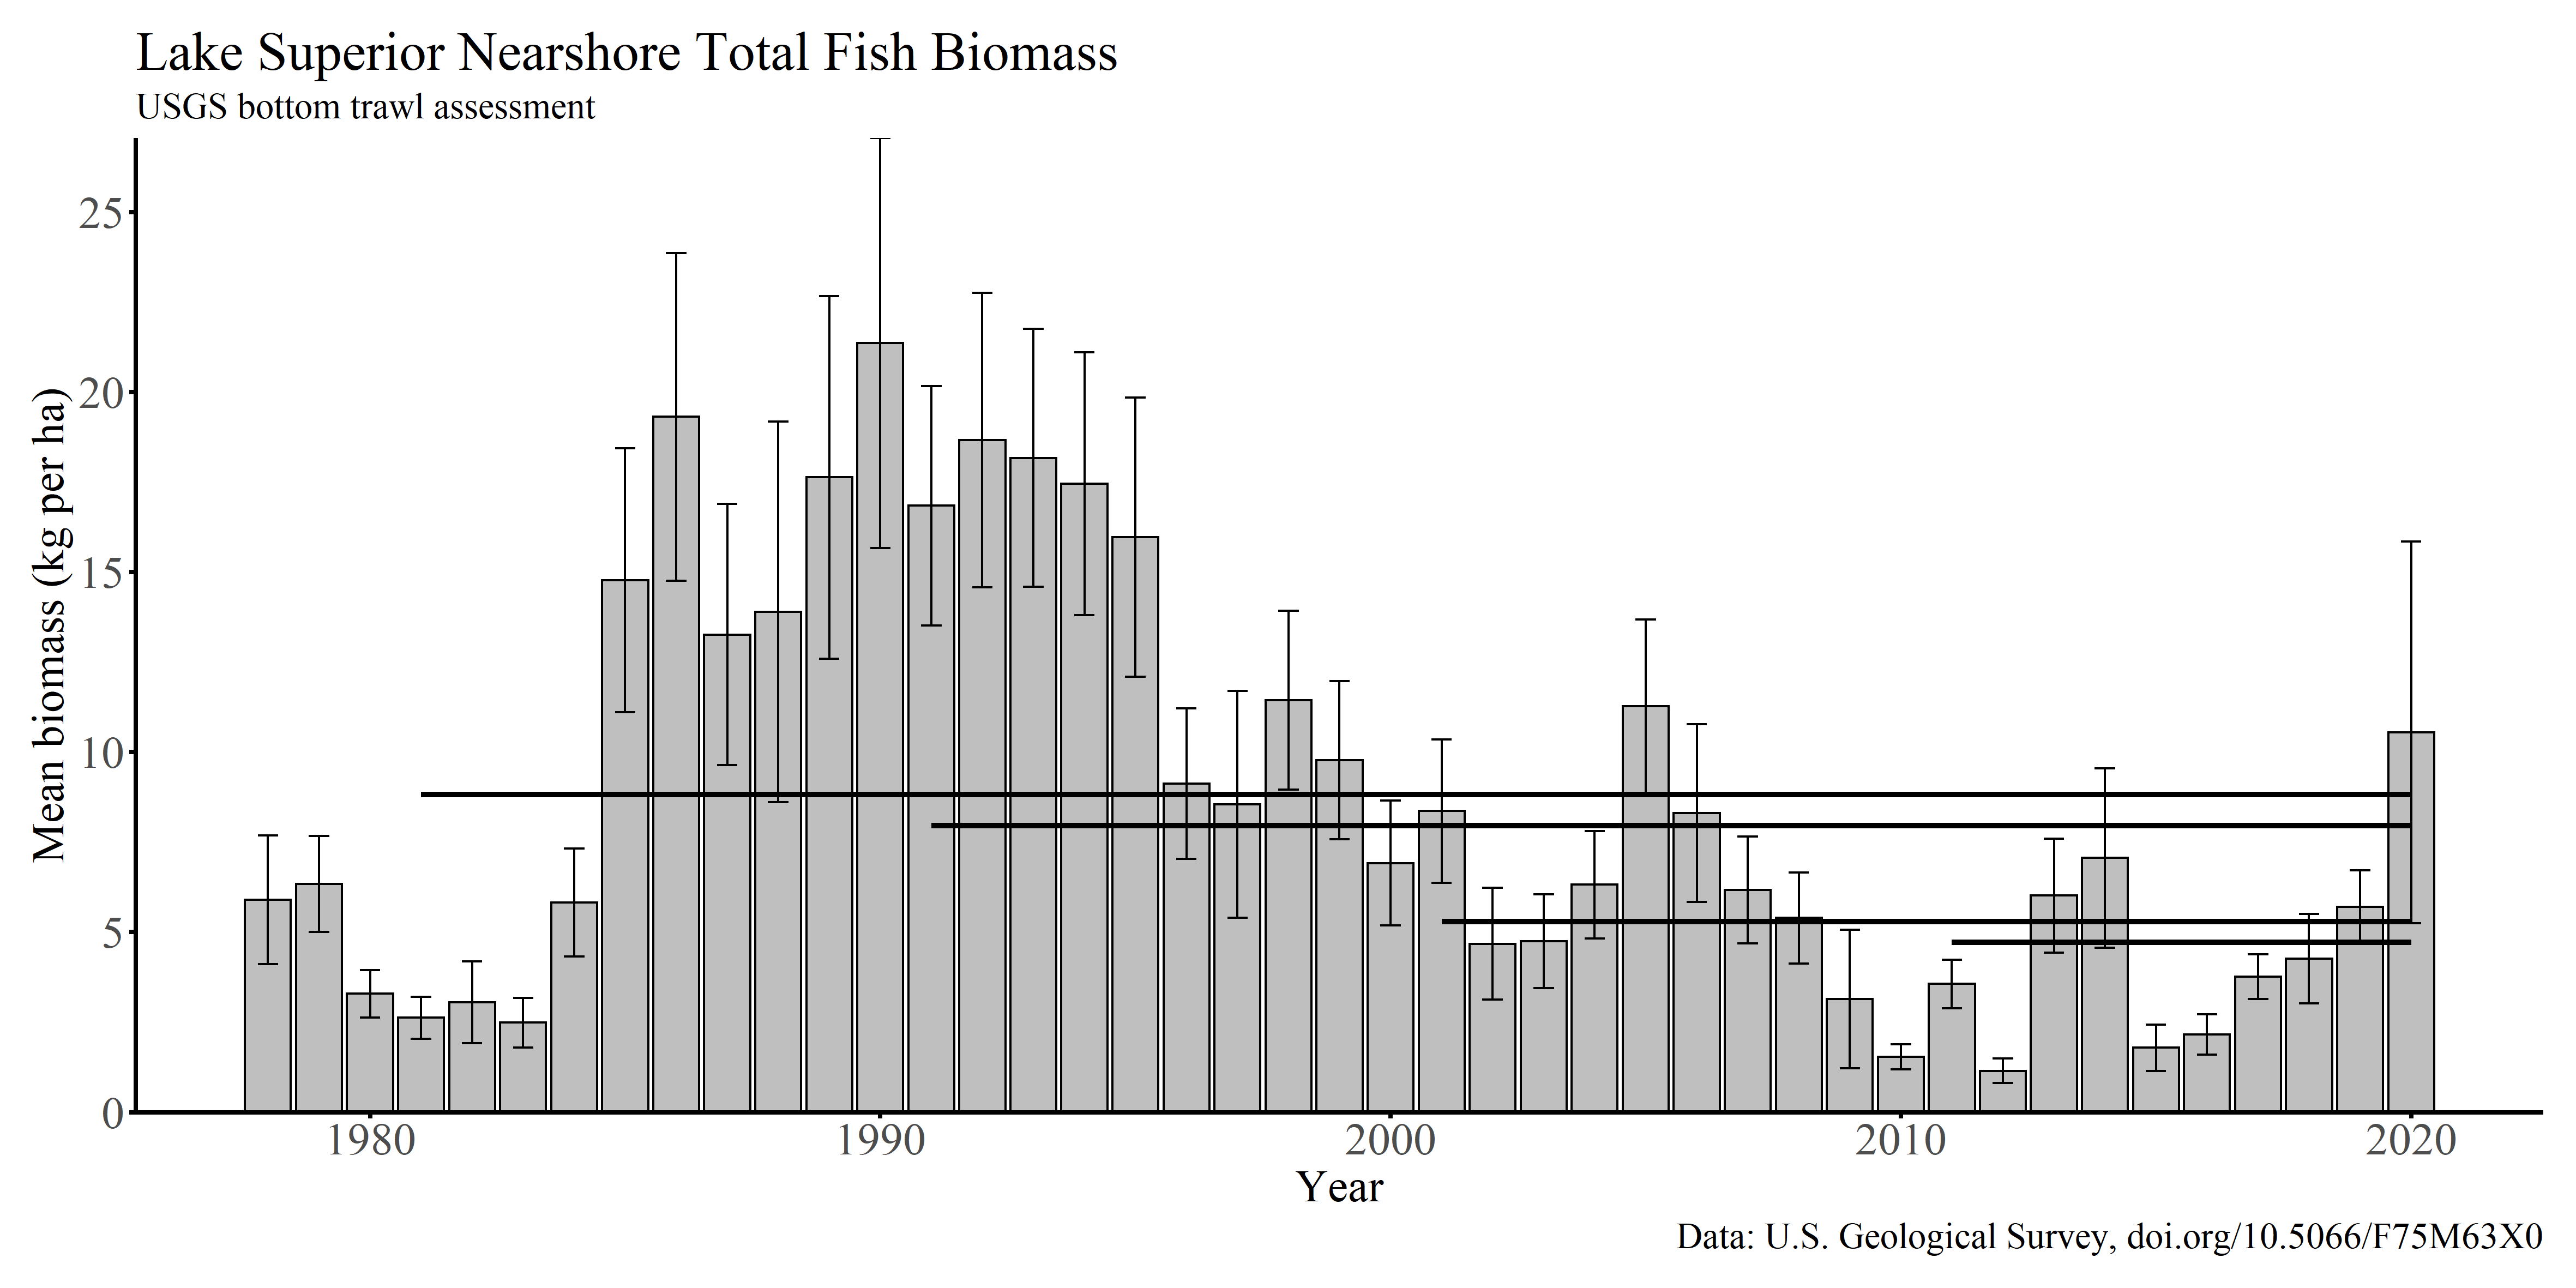 Lake Superior Nearshore Total Fish Biomass
USGS bottom trawl assessment
Mean biomass (kg per ha)
25
20
15
10
5
0
1980 1990 2000 2010 2020
Year
Data: U.S. Geological Survey, doi.org/10.5066/F75M63X0